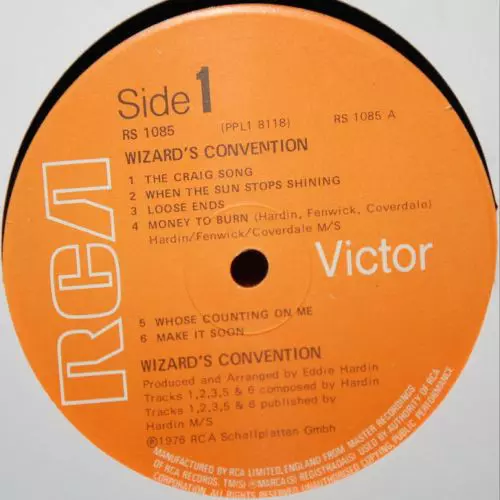 Side 1
RS 1085 (PPL1 8118) RS 1085 A
WIZARD'S CONVENTION
1 THE CRAIG SONG
2 WHEN THE SUN STOPS SHINING
3 LOOSE ENDS
4 MONEY TO BURN (Hardin, Fenwick, Coverdale)
Hardin/Fenwick/Coverdale M/S
RCA
Victor
5 WHOSE COUNTING ON ME
6 MAKE IT SOON
WIZARD'S CONVENTION
Produced and Arranged by Eddie Hardin
Tracks 1,2,3,5 & 6 composed by Hardin
Tracks 1,2,3,5 & 6 published by
Hardin M/S
℗1976 RCA Schallplatten GmbH
MANUFACTURED BY RCA LIMITED, ENGLAND FROM MASTER RECORDINGS
OF RCA RECORDS. TM(S) ® MARCA(S) REGISTRADA(S) USED BY AUTHORITY OF RCA
CORPORATION. ALL RIGHTS RESERVED. UNAUTHORISED COPYING, PUBLIC PERFORMANCE